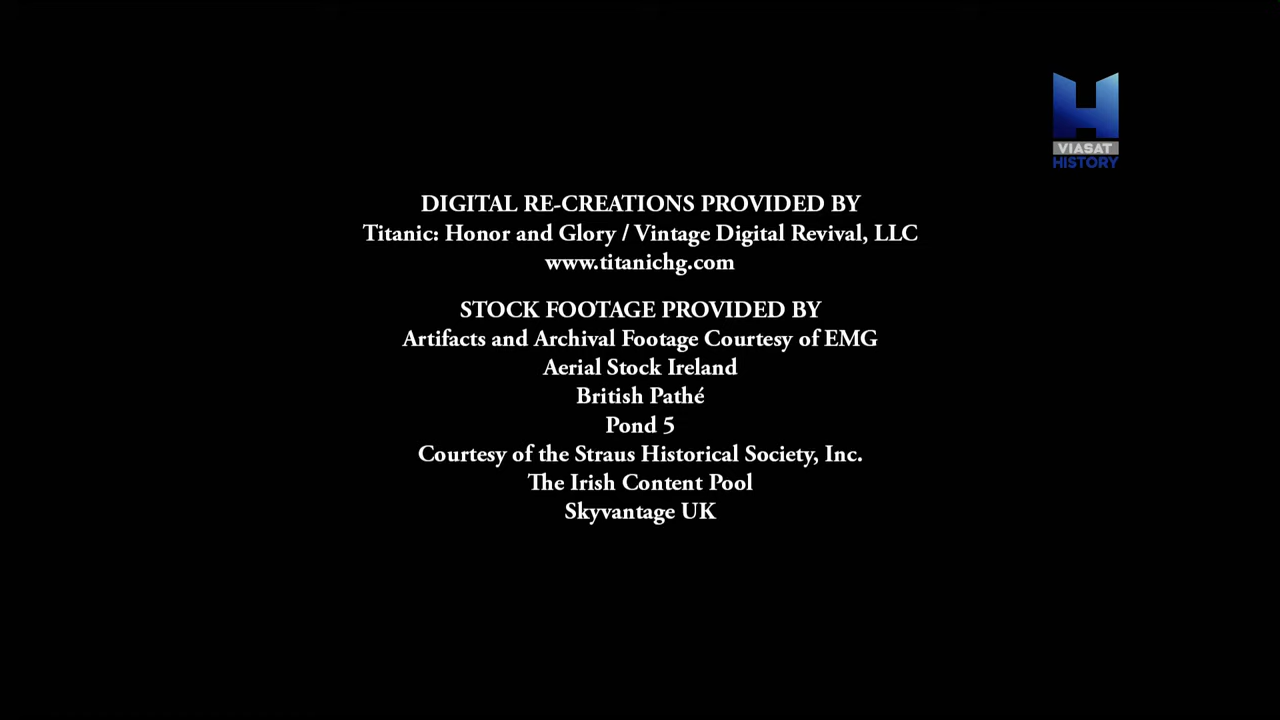 VIASAT
HISTORY
DIGITAL RE-CREATIONS PROVIDED BY
Titanic: Honor and Glory / Vintage Digital Revival, LLC
www.titanichg.com
STOCK FOOTAGE PROVIDED BY
Artifacts and Archival Footage Courtesy of EMG
Aerial Stock Ireland
British Pathé
Pond 5
Courtesy of the Straus Historical Society, Inc.
The Irish Content Pool
Skyvantage UK